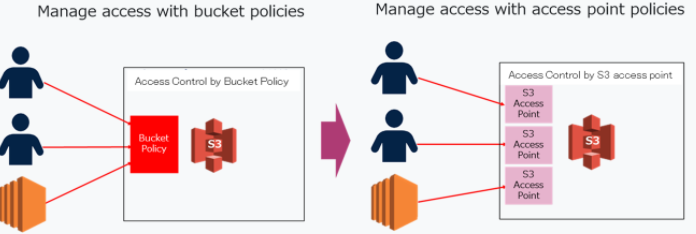 Manage access with bucket policies
Access Control by Bucket Policy
Bucket
Policy
S3
Manage access with access point policies
Access Control by S3 access point
S3
Access
Point
S3
Access
Point
S3
Access
Point
S3